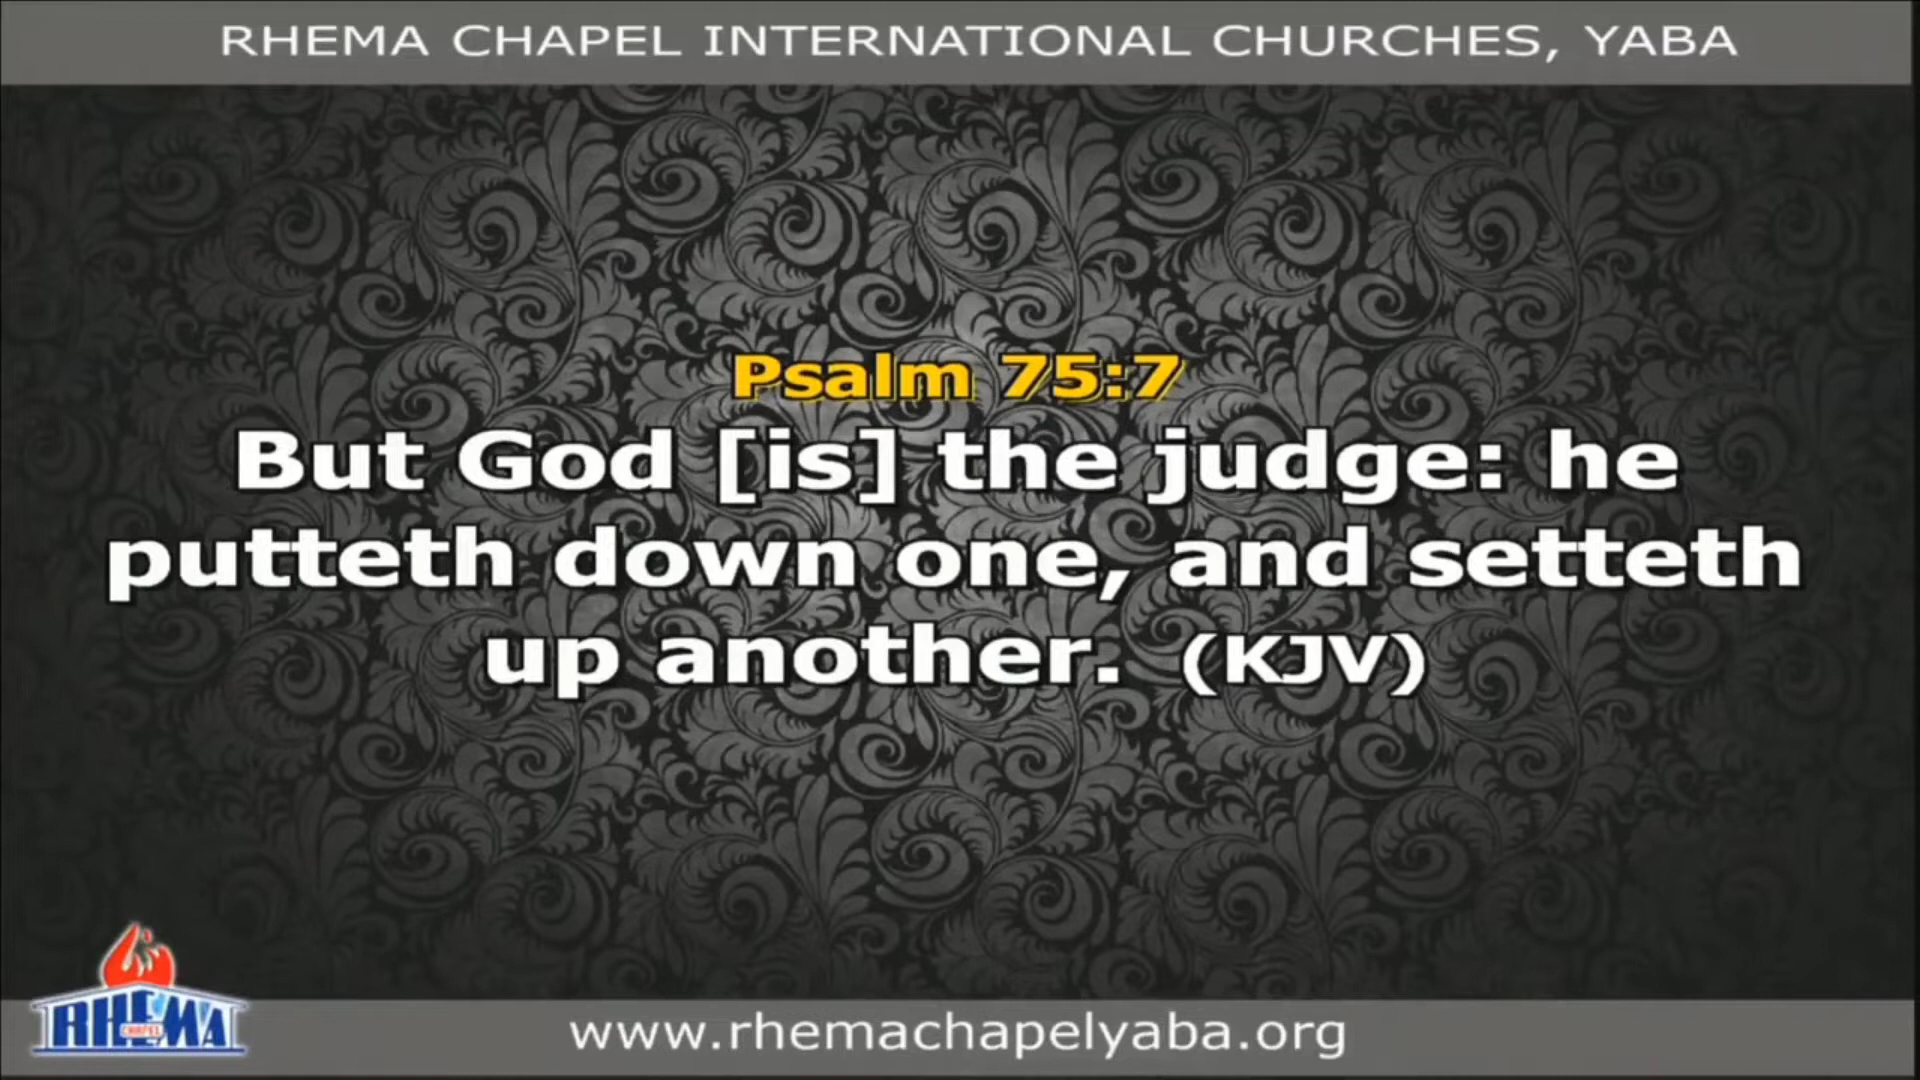 RHEMA CHAPEL INTERNATIONAL CHURCHES, YABA
Psalm 75:7
But God [is] the judge: he
putteth down one, and setteth
up another. (KJV)
RHEMA
CHAPEL
www.rhemachapelyaba.org